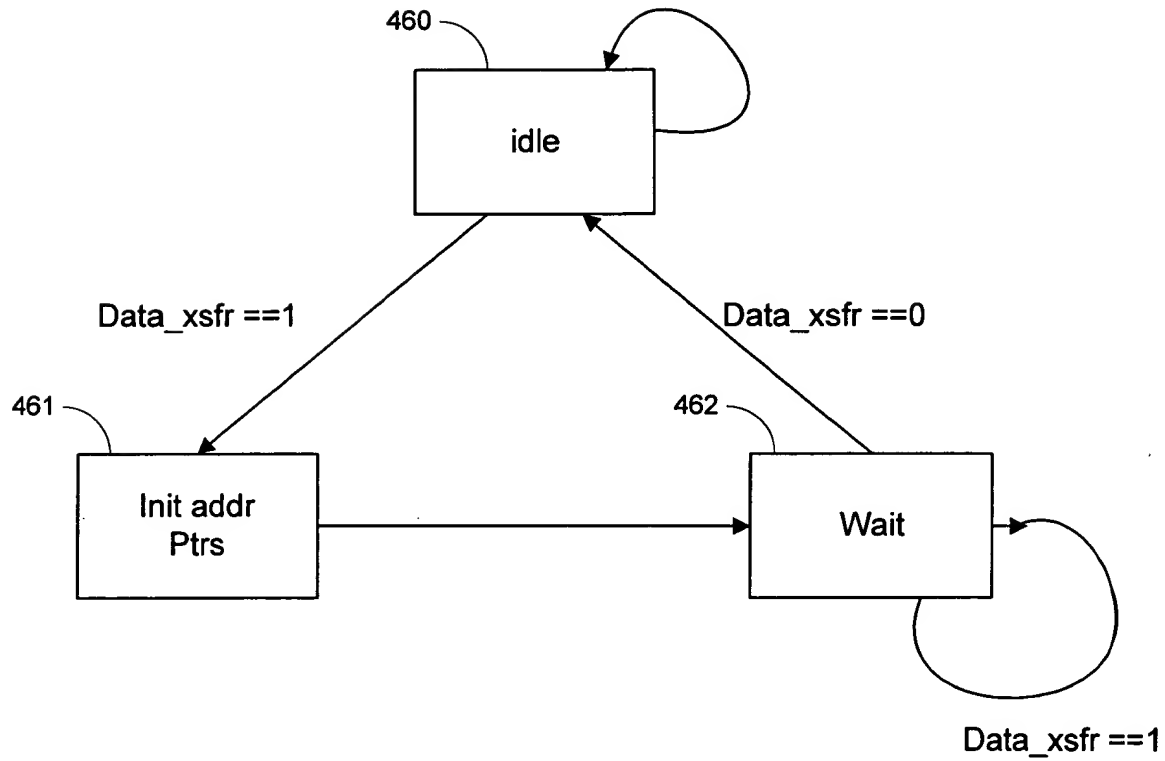 460
idle
Data_xsfr ==1
Data_xsfr ==0
461
462
Init addr
Ptrs
Wait
Data_xsfr ==1